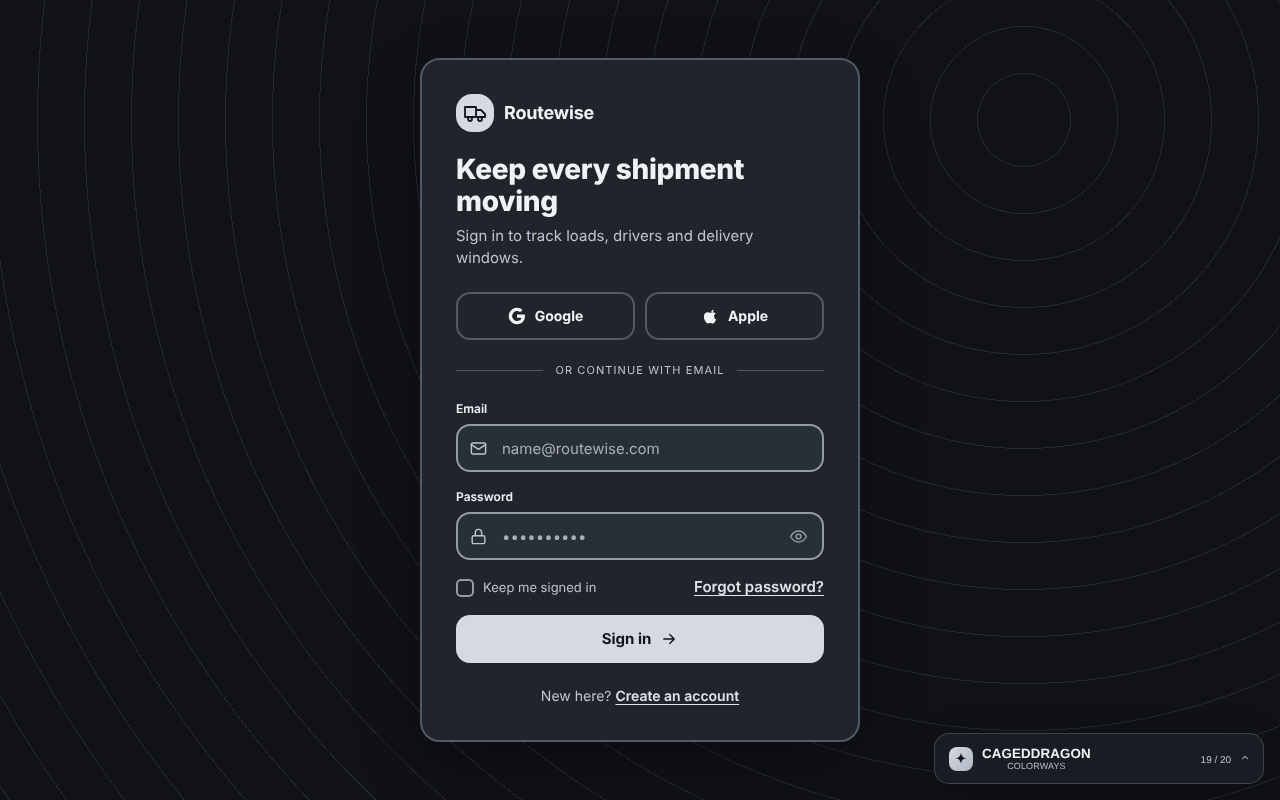 Routewise
Keep every shipment
moving
Sign in to track loads, drivers and delivery
windows.
Google
Apple
OR CONTINUE WITH EMAIL
Email
name@routewise.com
Password
Keep me signed in
Forgot password?
Sign in
New here? Create an account
CAGEDDRAGON
COLORWAYS
19 / 20